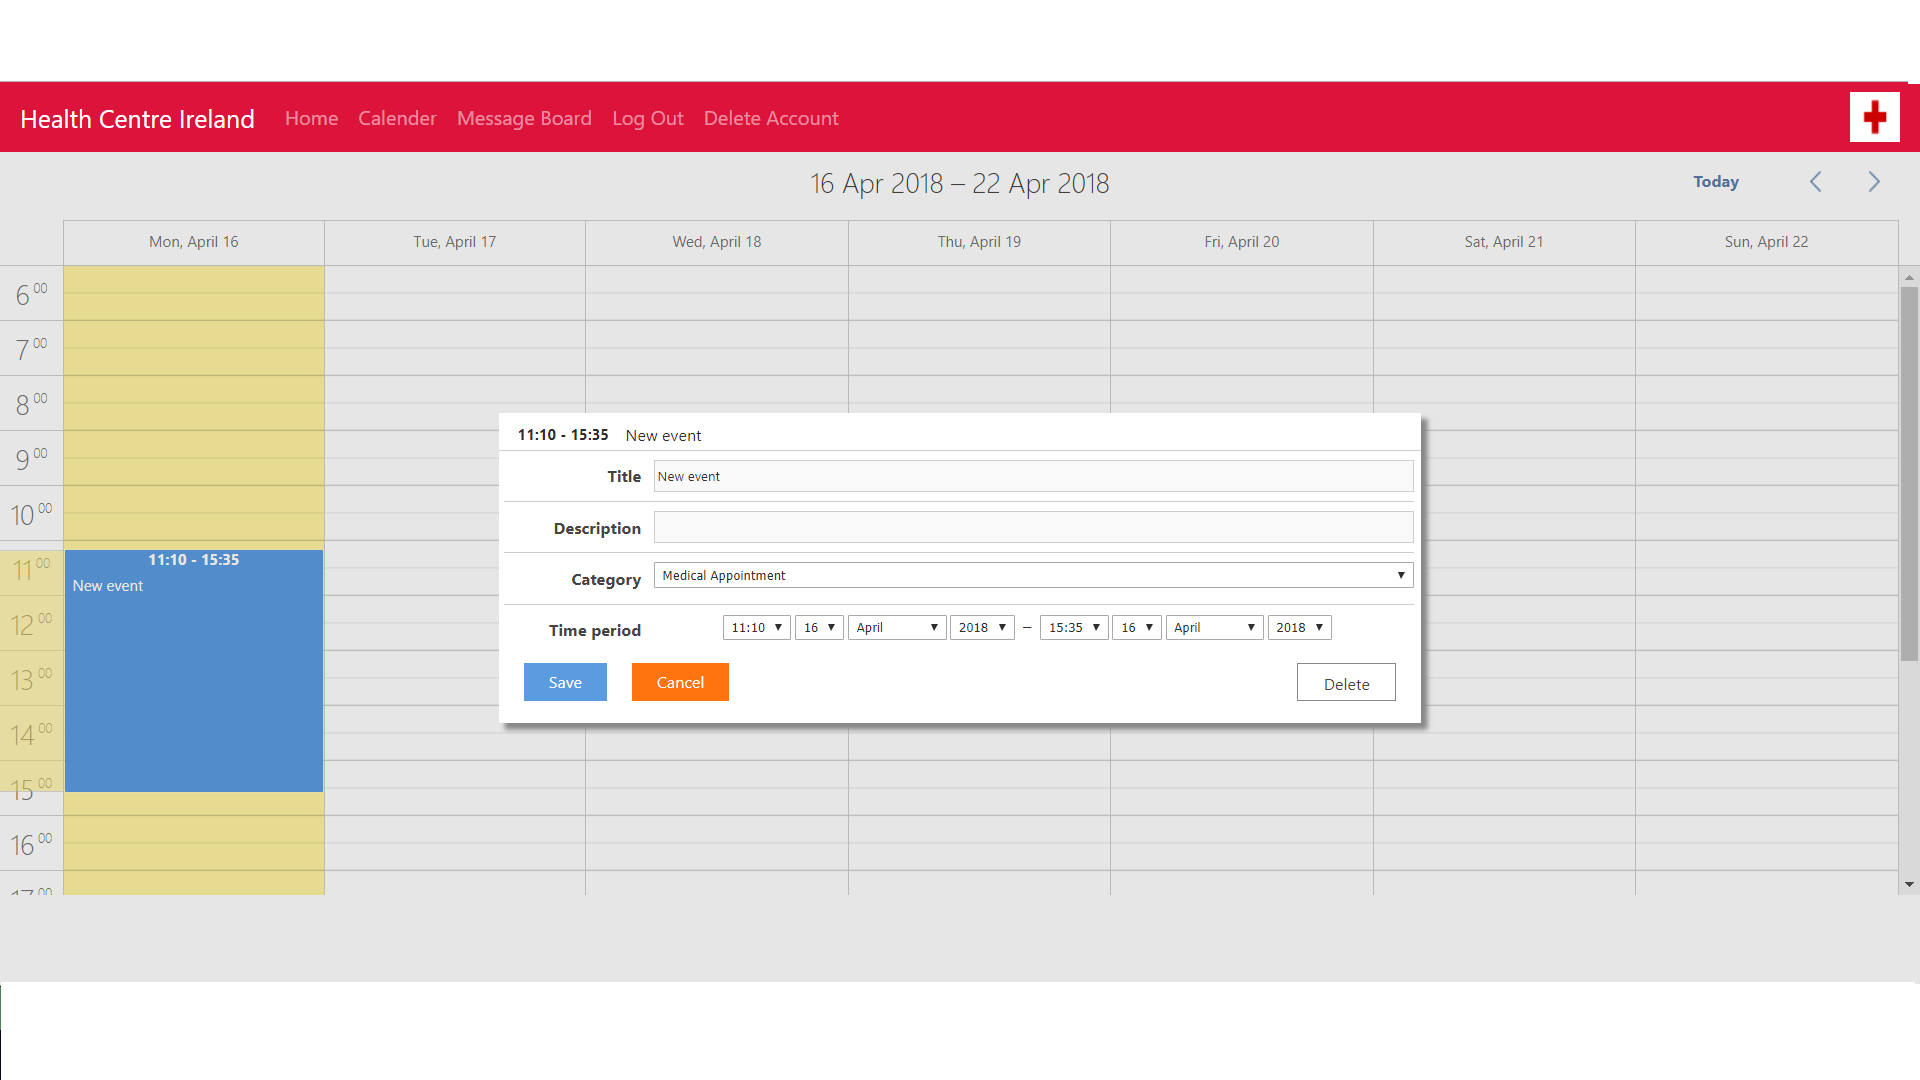 Health Centre Ireland Home Calender Message Board Log Out Delete Account
16 Apr 2018 – 22 Apr 2018 Today
Mon, April 16 Tue, April 17 Wed, April 18 Thu, April 19 Fri, April 20 Sat, April 21 Sun, April 22
6 00
7 00
8 00
11:10 - 15:35 New event
9 00
Title New event
10 00
Description
11:10 - 15:35
11 00
New event
Category Medical Appointment
12 00
Time period 11:10 16 April 2018 – 15:35 16 April 2018
13 00
Save Cancel Delete
14 00
15 00
16 00
17 00